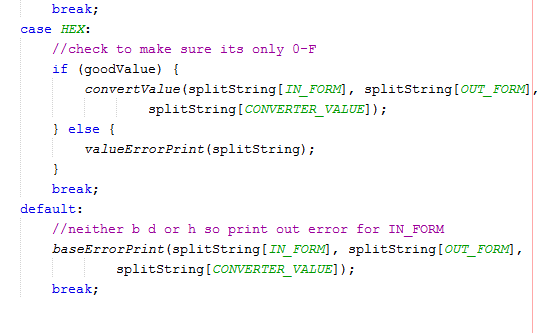 break;
case HEX:
//check to make sure its only 0-F
if (goodValue) {
convertValue(splitString[IN_FORM], splitString[OUT_FORM],
splitString[CONVERTER_VALUE]);
} else {
valueErrorPrint(splitString);
}
break;
default:
//neither b d or h so print out error for IN_FORM
baseErrorPrint(splitString[IN_FORM], splitString[OUT_FORM],
splitString[CONVERTER_VALUE]);
break;